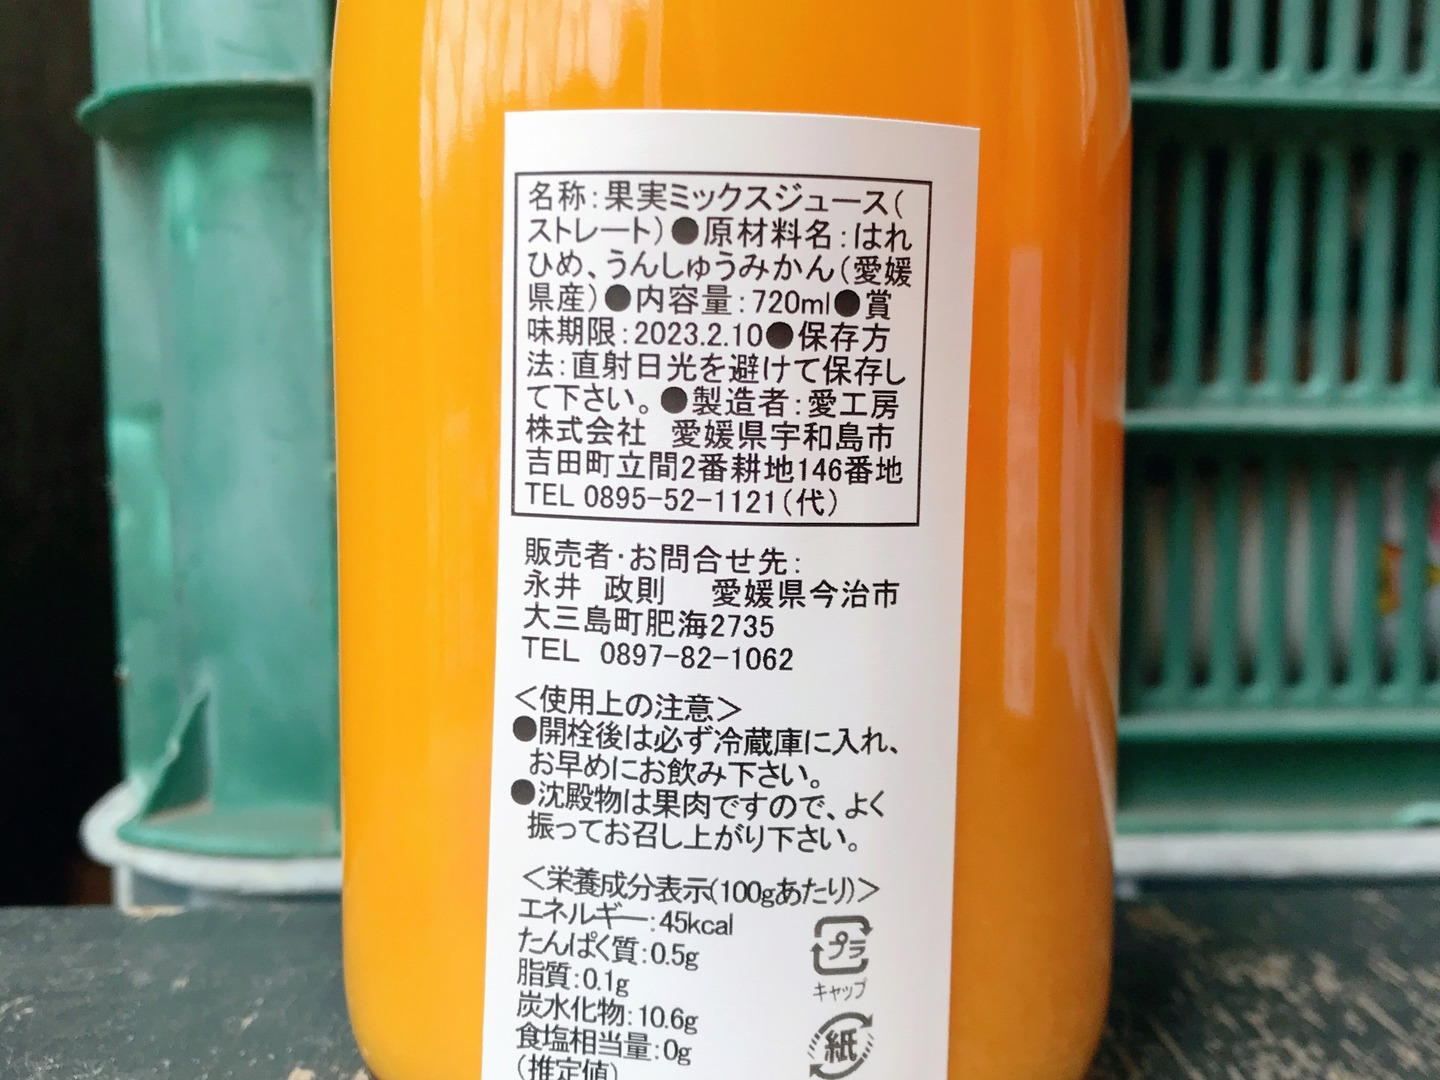 名称:果実ミックスジュース(
ストレート)●原材料名:はれ
ひめ、うんしゅうみかん(愛媛
県産)●内容量:720ml●賞
味期限:2023.2.10●保存方
法:直射日光を避けて保存し
て下さい。●製造者:愛工房
株式会社 愛媛県宇和島市
吉田町立間2番耕地146番地
TEL 0895-52-1121(代)
販売者・お問合せ先:
永井 政則 愛媛県今治市
大三島町肥海2735
TEL 0897-82-1062
<使用上の注意>
●開栓後は必ず冷蔵庫に入れ、
お早めにお飲み下さい。
●沈殿物は果肉ですので、よく
振ってお召し上がり下さい。
<栄養成分表示(100gあたり)>
エネルギー:45kcal
たんぱく質:0.5g
脂質:0.1g
炭水化物:10.6g
食塩相当量:0g
(推定値)
プラ
キャップ
紙